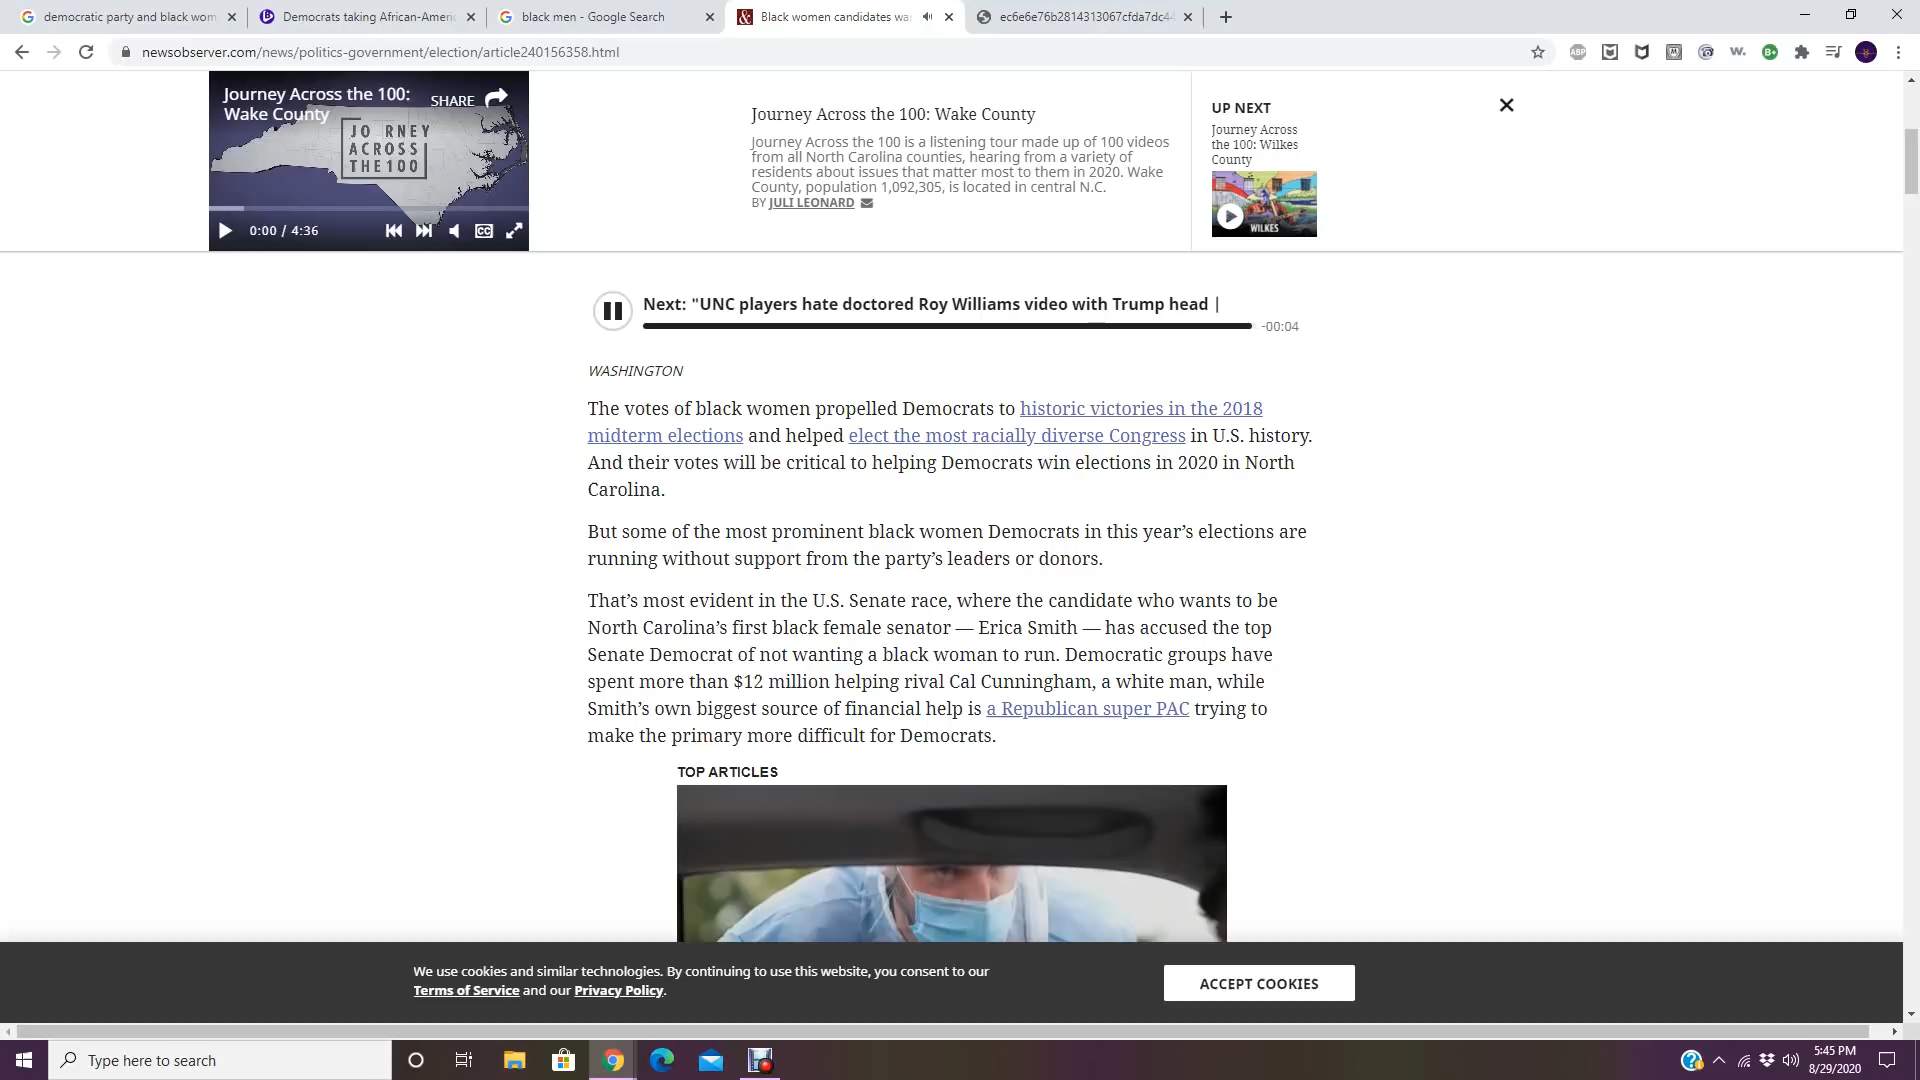 democratic party and black wom
Democrats taking African-Ameri
black men - Google Search
Black women candidates wa
ec6e6e76b2814313067cfda7dc44
newsobserver.com/news/politics-government/election/article240156358.html
Journey Across the 100:
Wake County
SHARE
JO RNEY
ACROSS
THE 100
0:00 / 4:36
CC
Journey Across the 100: Wake County
Journey Across the 100 is a listening tour made up of 100 videos
from all North Carolina counties, hearing from a variety of
residents about issues that matter most to them in 2020. Wake
County, population 1,092,305, is located in central N.C.
BY JULI LEONARD
UP NEXT
Journey Across
the 100: Wilkes
County
WILKES
Next: "UNC players hate doctored Roy Williams video with Trump head |
-00:04
WASHINGTON
The votes of black women propelled Democrats to historic victories in the 2018
midterm elections and helped elect the most racially diverse Congress in U.S. history.
And their votes will be critical to helping Democrats win elections in 2020 in North
Carolina.
But some of the most prominent black women Democrats in this year’s elections are
running without support from the party’s leaders or donors.
That’s most evident in the U.S. Senate race, where the candidate who wants to be
North Carolina’s first black female senator — Erica Smith — has accused the top
Senate Democrat of not wanting a black woman to run. Democratic groups have
spent more than $12 million helping rival Cal Cunningham, a white man, while
Smith’s own biggest source of financial help is a Republican super PAC trying to
make the primary more difficult for Democrats.
TOP ARTICLES
We use cookies and similar technologies. By continuing to use this website, you consent to our
Terms of Service and our Privacy Policy.
ACCEPT COOKIES
Type here to search
5:45 PM
8/29/2020